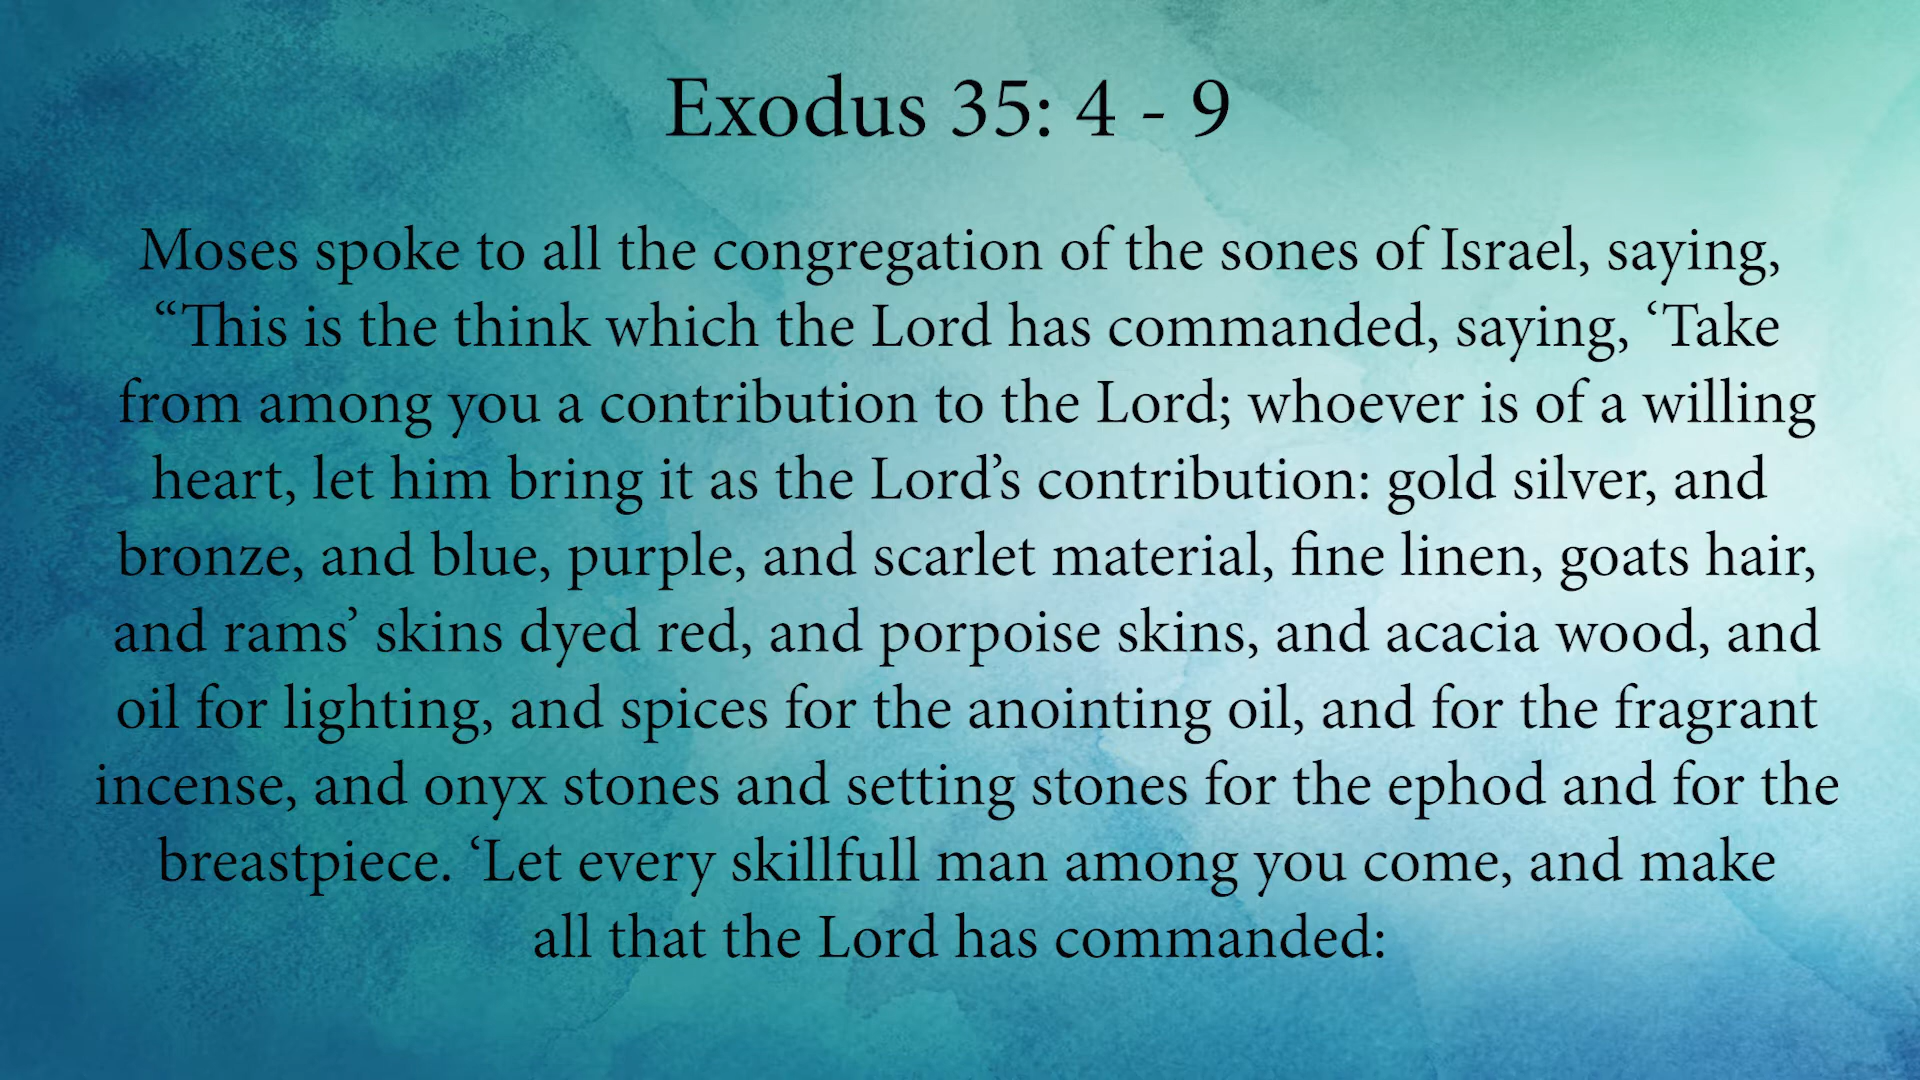 Exodus 35: 4 - 9
Moses spoke to all the congregation of the sones of Israel, saying,
“This is the think which the Lord has commanded, saying, ‘Take
from among you a contribution to the Lord; whoever is of a willing
heart, let him bring it as the Lord’s contribution: gold silver, and
bronze, and blue, purple, and scarlet material, fine linen, goats hair,
and rams’ skins dyed red, and porpoise skins, and acacia wood, and
oil for lighting, and spices for the anointing oil, and for the fragrant
incense, and onyx stones and setting stones for the ephod and for the
breastpiece. ‘Let every skillfull man among you come, and make
all that the Lord has commanded: